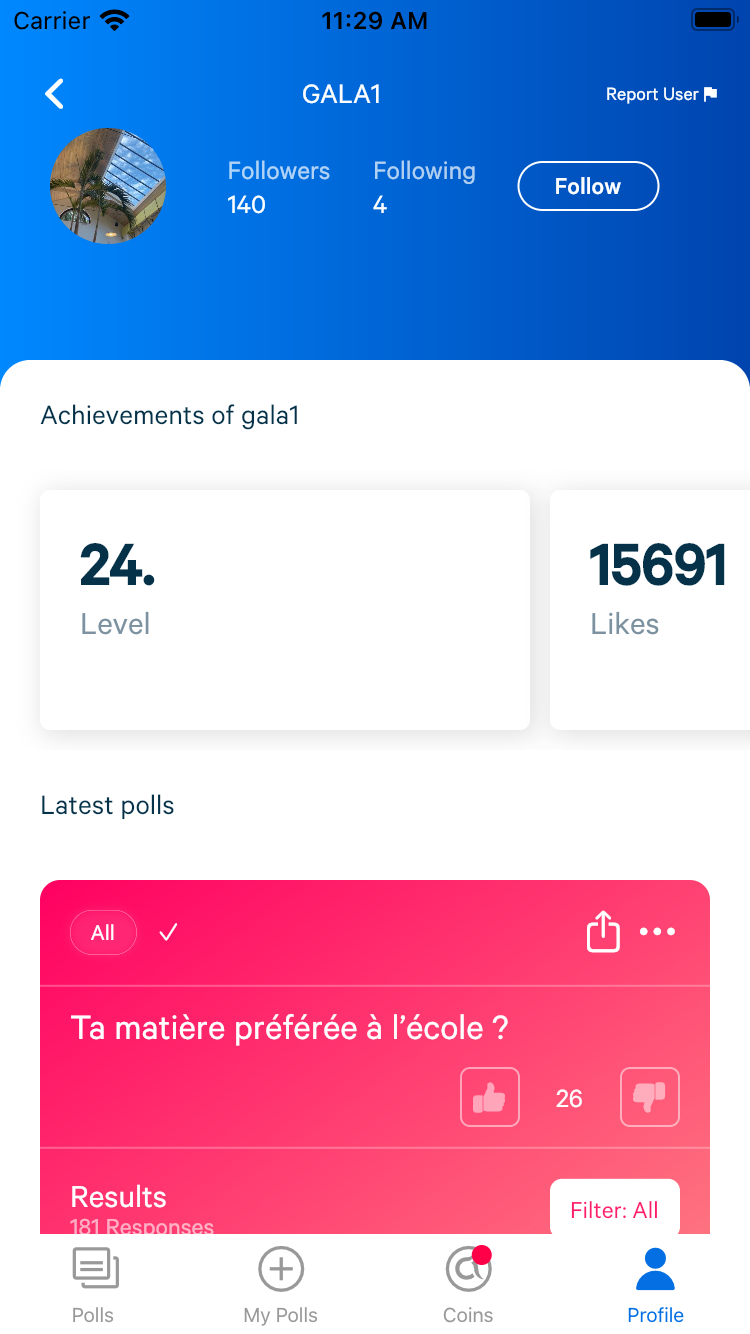 Carrier 11:29 AM
GALA1 Report User
Followers Following
140 4
Follow
Achievements of gala1
24. 15691
Level Likes
Latest polls
All
Ta matière préférée à l’école ?
26
Results
Filter: All
181 Responses
Polls My Polls Coins Profile